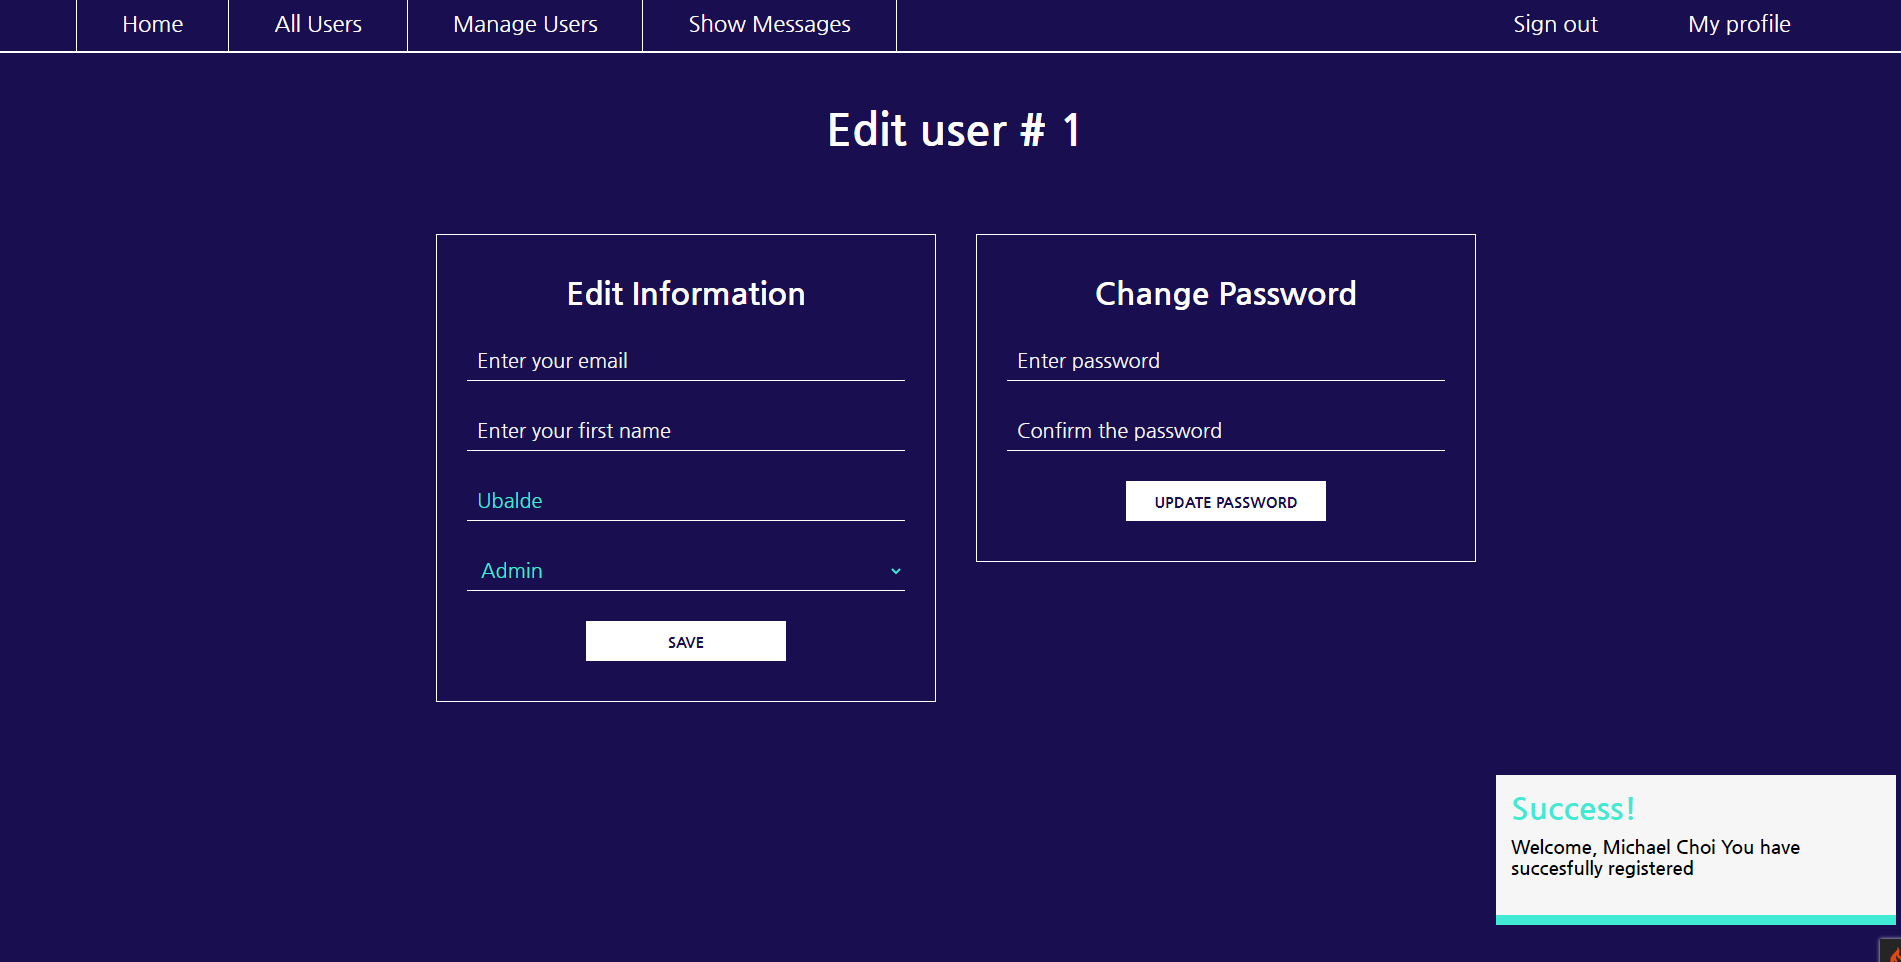 Home
All Users
Manage Users
Show Messages
Sign out
My profile
Edit user # 1
Edit Information
Enter your email
Enter your first name
Ubalde
Admin
SAVE
Change Password
Enter password
Confirm the password
UPDATE PASSWORD
Success!
Welcome, Michael Choi You have
succesfully registered